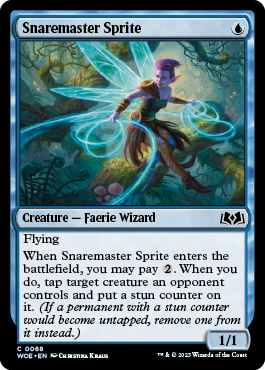 Snaremaster Sprite
Creature — Faerie Wizard
Flying
When Snaremaster Sprite enters the
battlefield, you may pay 2. When you
do, tap target creature an opponent
controls and put a stun counter on
it. (If a permanent with a stun counter
would become untapped, remove one from
it instead.)
1/1
C 0068
WOE • EN Christina Kraus
™ & © 2023 Wizards of the Coast